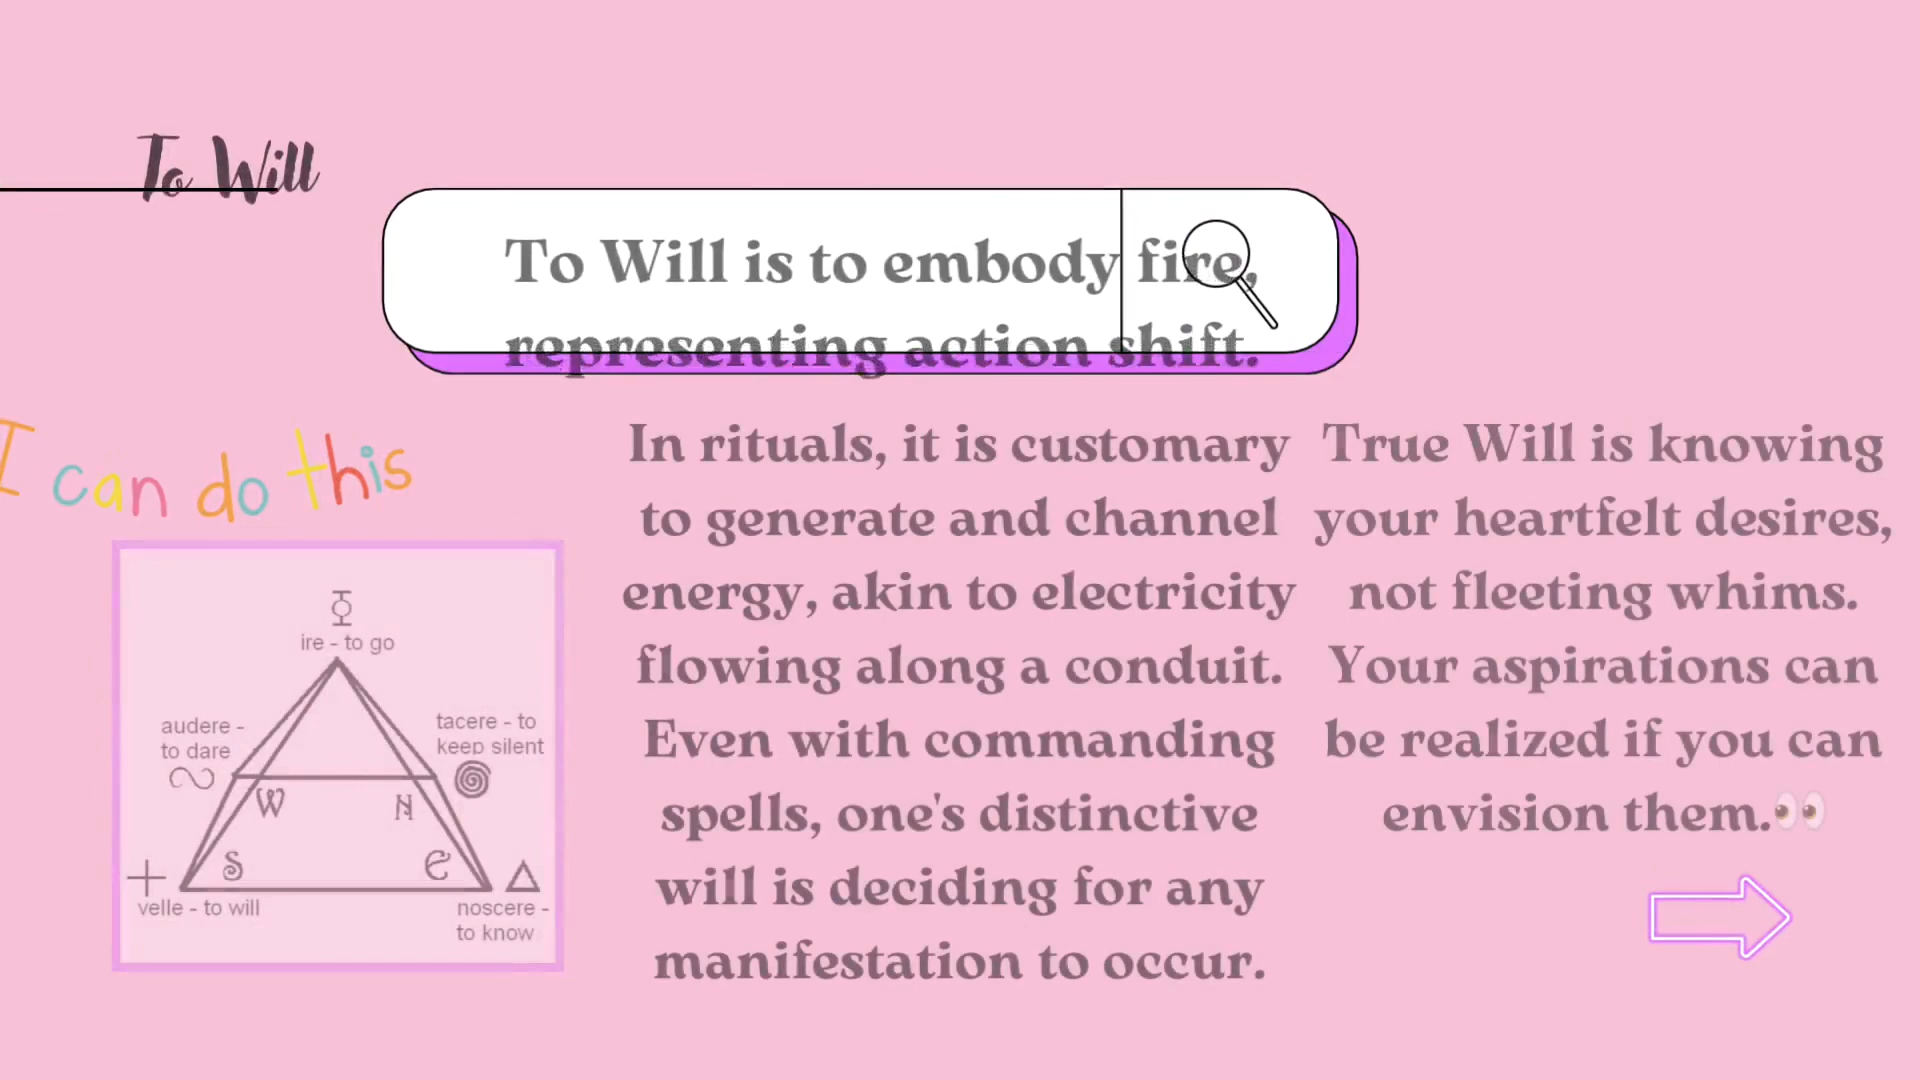 To Will
To Will is to embody fire,
representing action shift.
I can do this
ire - to go
audere -
to dare
tacere - to
keep silent
W
N
S
E
velle - to will
noscere -
to know
In rituals, it is customary
to generate and channel
energy, akin to electricity
flowing along a conduit.
Even with commanding
spells, one's distinctive
will is deciding for any
manifestation to occur.
True Will is knowing
your heartfelt desires,
not fleeting whims.
Your aspirations can
be realized if you can
envision them.👀